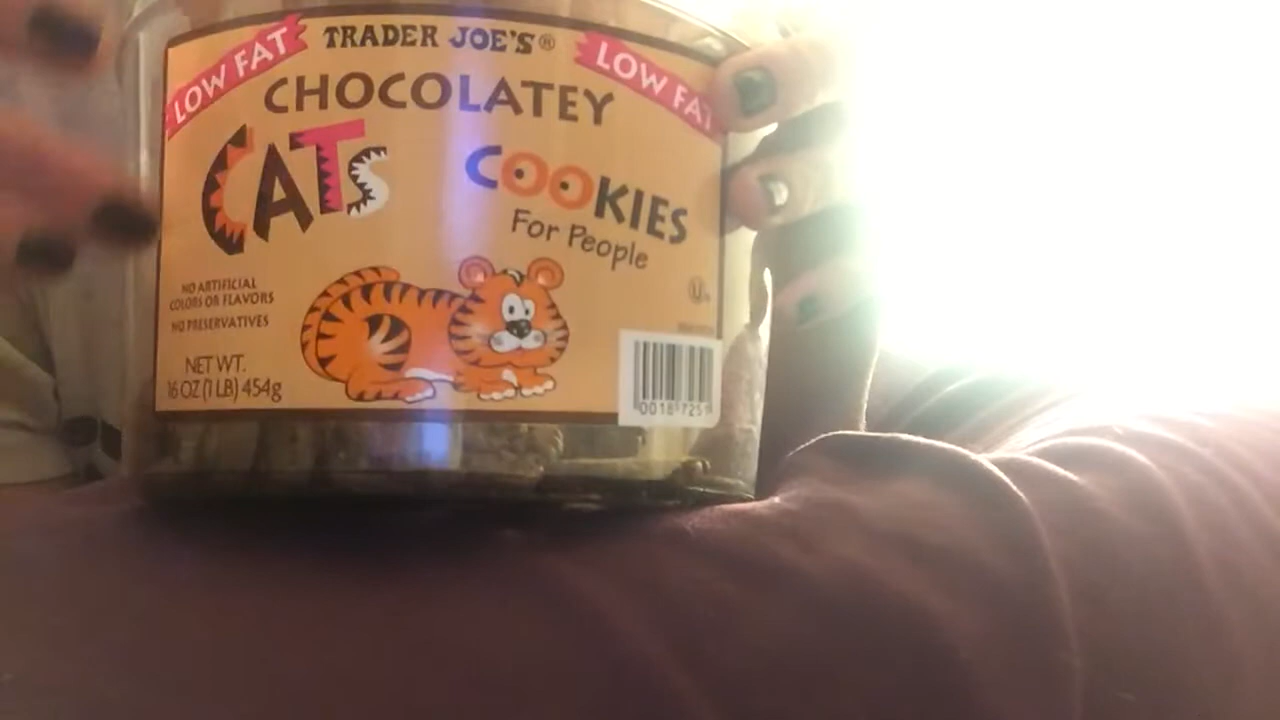 LOW FAT
TRADER JOE'S®
LOW FAT
CHOCOLATEY
CATS
COOKIES
For People
NO ARTIFICIAL
COLORS OR FLAVORS
NO PRESERVATIVES
NET WT.
16 OZ (1 LB) 454g